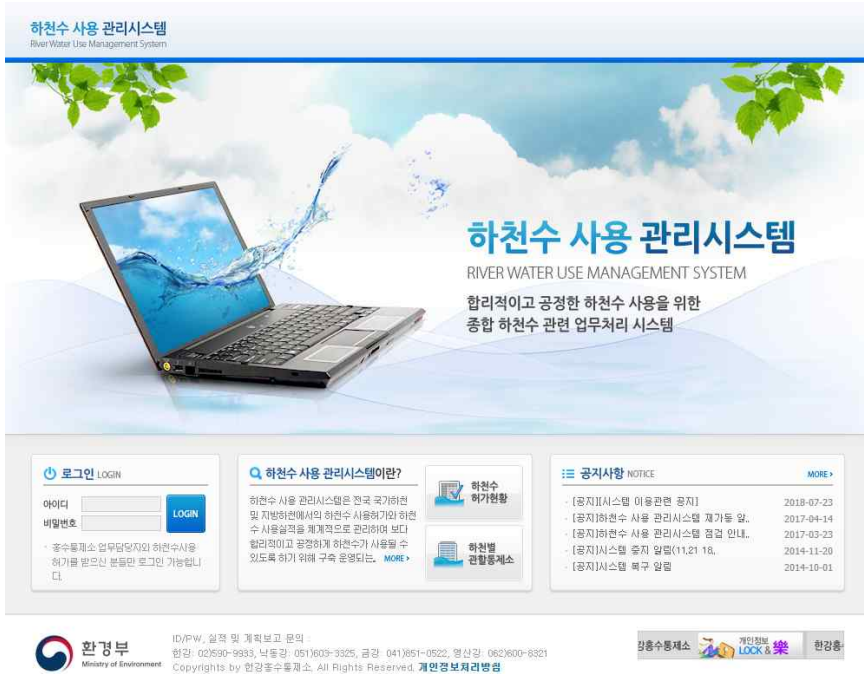 하천수 사용 관리시스템
River Water Use Management System
하천수 사용 관리시스템
RIVER WATER USE MANAGEMENT SYSTEM
합리적이고 공정한 하천수 사용을 위한
종합 하천수 관련 업무처리 시스템
로그인 LOGIN
아이디
비밀번호
LOGIN
· 홍수통제소 업무담당자와 하천수사용
허가를 받으신 분들만 로그인 가능합니
다.
하천수 사용 관리시스템이란?
하천수 사용 관리시스템은 전국 국가하천
및 지방하천에서의 하천수 사용허가와 하천
수 사용실적을 체계적으로 관리하여 보다
합리적이고 공정하게 하천수가 사용될 수
있도록 하기 위해 구축 운영되는. MORE >
하천수
허가현황
하천별
관할통제소
공지사항 NOTICE
MORE >
· [공지][시스템 이용관련 공지] 2018-07-23
· [공지]하천수 사용 관리시스템 재가동 알.. 2017-04-14
· [공지]하천수 사용 관리시스템 점검 안내.. 2017-03-23
· [공지]시스템 중지 알림(11,21 18, 2014-11-20
· [공지]시스템 복구 알림 2014-10-01
환경부
Ministry of Environment
ID/PW, 실적 및 계획보고 문의 :
한강: 02)590-9983, 낙동강: 051)603-3325, 금강: 041)851-0522, 영산강: 062)600-8321
Copyrights by 한강홍수통제소, All Rights Reserved. 개인정보처리방침
강홍수통제소
개인정보
LOCK & 樂
한강홍